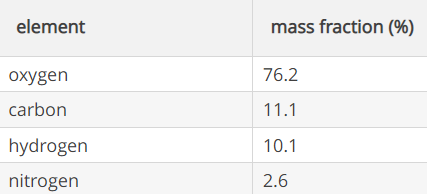 element mass fraction (%)
oxygen 76.2
carbon 11.1
hydrogen 10.1
nitrogen 2.6